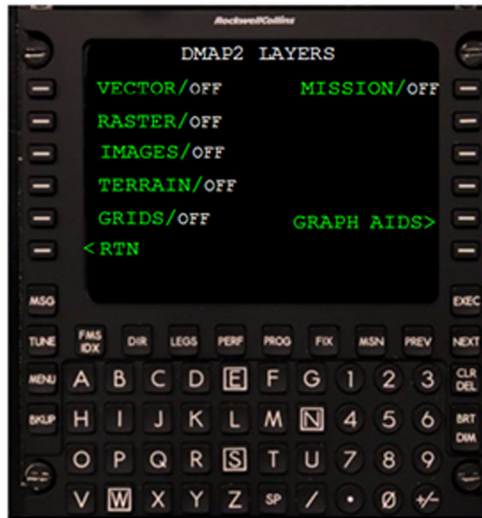 RockwellCollins
DMAP2 LAYERS
VECTOR/OFF MISSION/OFF
RASTER/OFF
IMAGES/OFF
TERRAIN/OFF
GRIDS/OFF GRAPH AIDS>
<RTN
MSG EXEC
TUNE FMS IDX DIR LEGS PERF PROG FIX MSN PREV NEXT
MENU A B C D E F G 1 2 3 CLR DEL
BKUP H I J K L M N 4 5 6 BRT DIM
O P Q R S T U 7 8 9
V W X Y Z SP / • Ø +/-